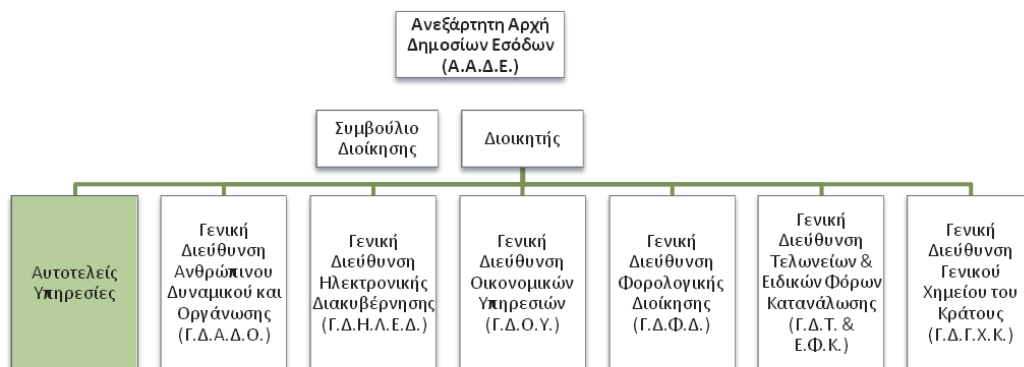 Ανεξάρτητη Αρχή
Δημοσίων Εσόδων
(Α.Α.Δ.Ε.)
Συμβούλιο
Διοίκησης
Διοικητής
Αυτοτελείς
Υπηρεσίες
Γενική
Διεύθυνση
Ανθρώπινου
Δυναμικού και
Οργάνωσης
(Γ.Δ.Α.Δ.Ο.)
Γενική
Διεύθυνση
Ηλεκτρονικής
Διακυβέρνησης
(Γ.Δ.Η.Λ.Ε.Δ.)
Γενική
Διεύθυνση
Οικονομικών
Υπηρεσιών
(Γ.Δ.Ο.Υ.)
Γενική
Διεύθυνση
Φορολογικής
Διοίκησης
(Γ.Δ.Φ.Δ.)
Γενική
Διεύθυνση
Τελωνείων &
Ειδικών Φόρων
Κατανάλωσης
(Γ.Δ.Τ. &
Ε.Φ.Κ.)
Γενική
Διεύθυνση
Γενικού
Χημείου του
Κράτους
(Γ.Δ.Γ.Χ.Κ.)